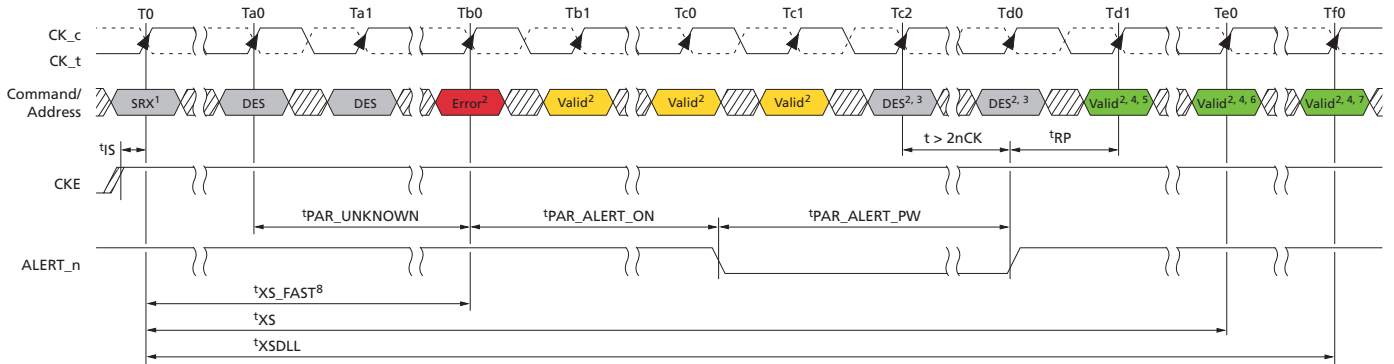 T0 Ta0 Ta1 Tb0 Tb1 Tc0 Tc1 Tc2 Td0 Td1 Te0 Tf0
CK_c
CK_t
Command/
Address
SRX1 DES DES Error2 Valid2 Valid2 Valid2 DES2, 3 DES2, 3 Valid2, 4, 5 Valid2, 4, 6 Valid2, 4, 7
tIS t > 2nCK tRP
CKE
tPAR_UNKNOWN tPAR_ALERT_ON tPAR_ALERT_PW
ALERT_n
tXS_FAST8
tXS
tXSDLL